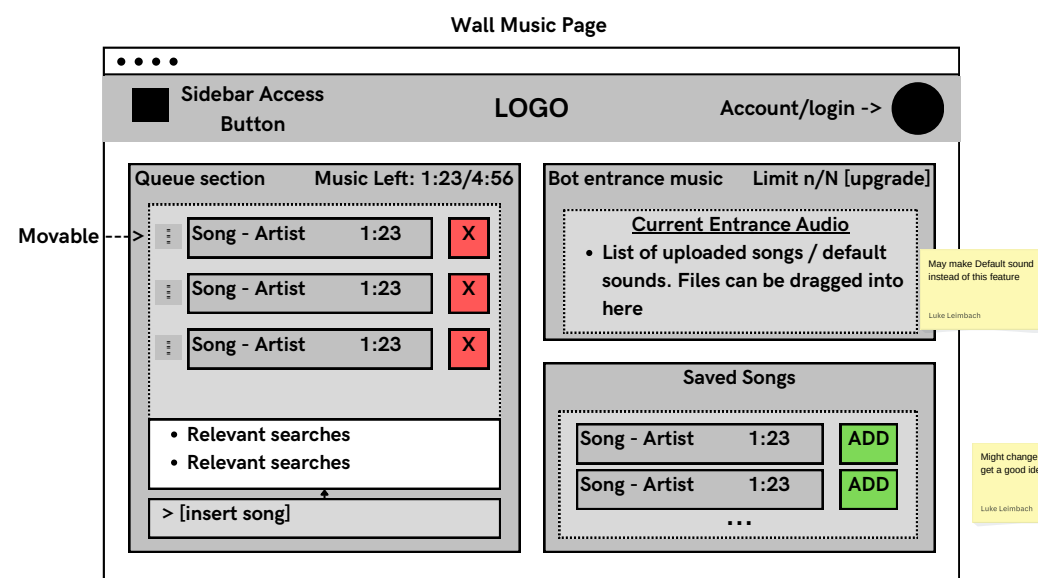 Wall Music Page
Sidebar Access
Button
LOGO
Account/login ->
Queue section Music Left: 1:23/4:56
Movable
Song - Artist 1:23 X
Song - Artist 1:23 X
Song - Artist 1:23 X
• Relevant searches
• Relevant searches
> [insert song]
Bot entrance music Limit n/N [upgrade]
Current Entrance Audio
• List of uploaded songs / default
sounds. Files can be dragged into
here
May make Default sound
instead of this feature
Luke Leimbach
Saved Songs
Song - Artist 1:23 ADD
Song - Artist 1:23 ADD
...
Might change
get a good
Luke Leimbach